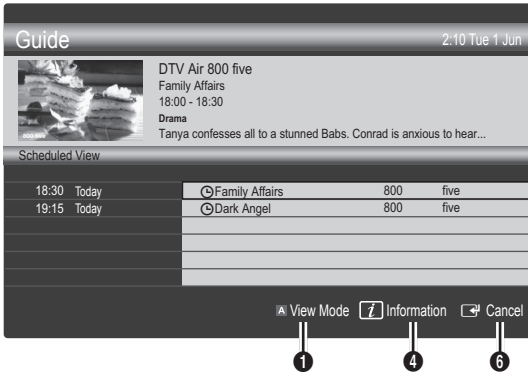 Guide 2:10 Tue 1 Jun
DTV Air 800 five
Family Affairs
18:00 - 18:30
Drama
Tanya confesses all to a stunned Babs. Conrad is anxious to hear...
800 five
Scheduled View
18:30 Today Family Affairs 800 five
19:15 Today Dark Angel 800 five
A View Mode i Information Cancel
1 4 6